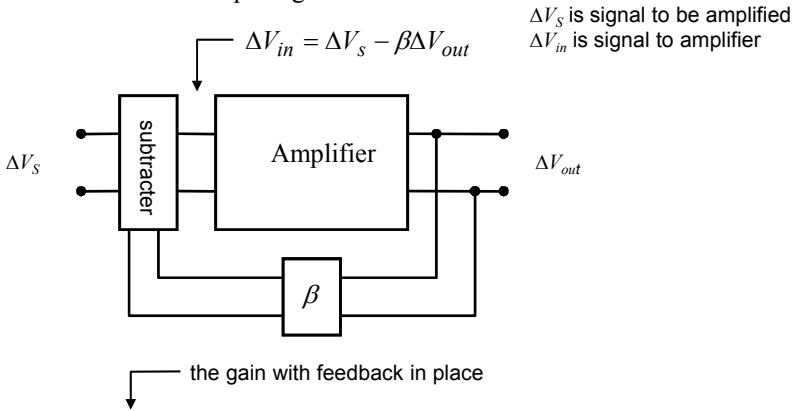 ΔV_S is signal to be amplified
ΔV_in is signal to amplifier
ΔV_in = ΔV_s − βΔV_out
subtracter
Amplifier
ΔV_S
ΔV_out
β
the gain with feedback in place